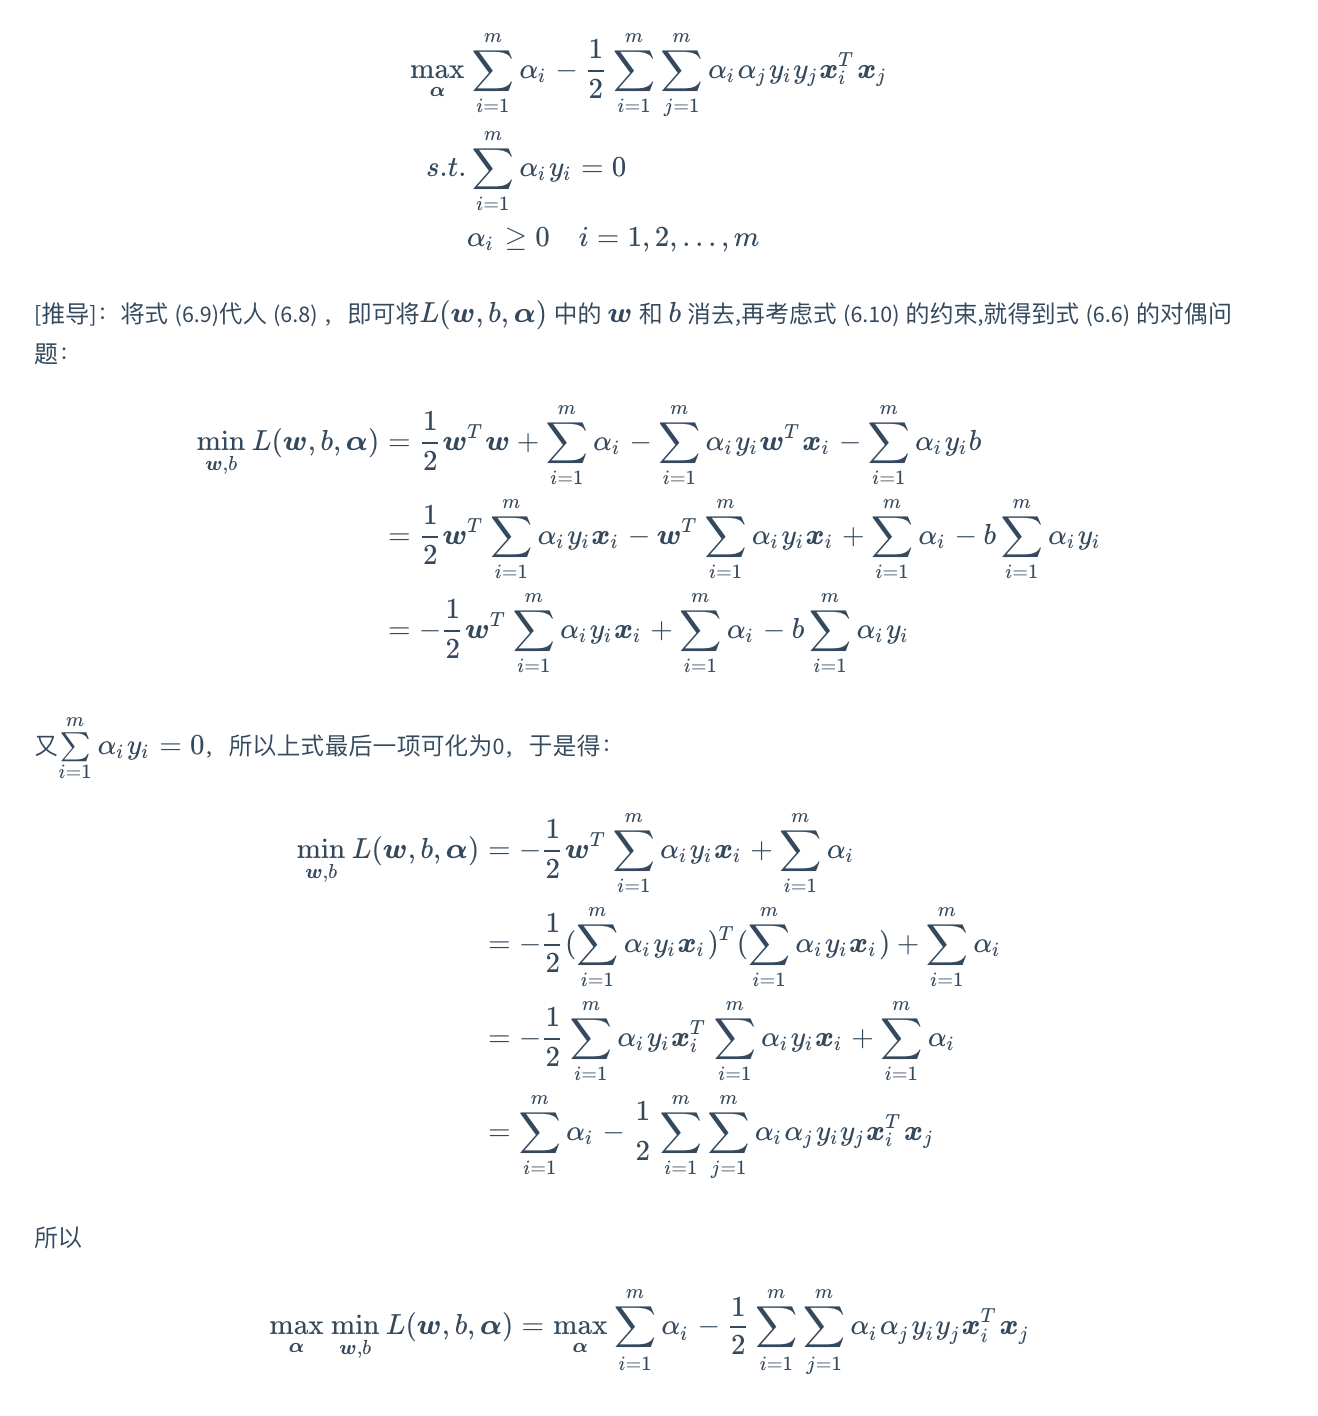 $$\max_{\boldsymbol{\alpha}} \sum_{i=1}^{m} \alpha_i - \frac{1}{2} \sum_{i=1}^{m} \sum_{j=1}^{m} \alpha_i \alpha_j y_i y_j \boldsymbol{x}_i^T \boldsymbol{x}_j$$
$$s.t. \sum_{i=1}^{m} \alpha_i y_i = 0$$
$$\alpha_i \geq 0 \quad i = 1, 2, \ldots, m$$
[推导]：将式 (6.9)代人 (6.8) ，即可将$L(\boldsymbol{w}, b, \boldsymbol{\alpha})$ 中的 $\boldsymbol{w}$ 和 $b$ 消去,再考虑式 (6.10) 的约束,就得到式 (6.6) 的对偶问
题：
$$\min_{\boldsymbol{w},b} L(\boldsymbol{w}, b, \boldsymbol{\alpha}) = \frac{1}{2} \boldsymbol{w}^T \boldsymbol{w} + \sum_{i=1}^{m} \alpha_i - \sum_{i=1}^{m} \alpha_i y_i \boldsymbol{w}^T \boldsymbol{x}_i - \sum_{i=1}^{m} \alpha_i y_i b$$
$$= \frac{1}{2} \boldsymbol{w}^T \sum_{i=1}^{m} \alpha_i y_i \boldsymbol{x}_i - \boldsymbol{w}^T \sum_{i=1}^{m} \alpha_i y_i \boldsymbol{x}_i + \sum_{i=1}^{m} \alpha_i - b \sum_{i=1}^{m} \alpha_i y_i$$
$$= -\frac{1}{2} \boldsymbol{w}^T \sum_{i=1}^{m} \alpha_i y_i \boldsymbol{x}_i + \sum_{i=1}^{m} \alpha_i - b \sum_{i=1}^{m} \alpha_i y_i$$
又$\sum_{i=1}^{m} \alpha_i y_i = 0$，所以上式最后一项可化为0，于是得：
$$\min_{\boldsymbol{w},b} L(\boldsymbol{w}, b, \boldsymbol{\alpha}) = -\frac{1}{2} \boldsymbol{w}^T \sum_{i=1}^{m} \alpha_i y_i \boldsymbol{x}_i + \sum_{i=1}^{m} \alpha_i$$
$$= -\frac{1}{2} (\sum_{i=1}^{m} \alpha_i y_i \boldsymbol{x}_i)^T (\sum_{i=1}^{m} \alpha_i y_i \boldsymbol{x}_i) + \sum_{i=1}^{m} \alpha_i$$
$$= -\frac{1}{2} \sum_{i=1}^{m} \alpha_i y_i \boldsymbol{x}_i^T \sum_{i=1}^{m} \alpha_i y_i \boldsymbol{x}_i + \sum_{i=1}^{m} \alpha_i$$
$$= \sum_{i=1}^{m} \alpha_i - \frac{1}{2} \sum_{i=1}^{m} \sum_{j=1}^{m} \alpha_i \alpha_j y_i y_j \boldsymbol{x}_i^T \boldsymbol{x}_j$$
所以
$$\max_{\boldsymbol{\alpha}} \min_{\boldsymbol{w},b} L(\boldsymbol{w}, b, \boldsymbol{\alpha}) = \max_{\boldsymbol{\alpha}} \sum_{i=1}^{m} \alpha_i - \frac{1}{2} \sum_{i=1}^{m} \sum_{j=1}^{m} \alpha_i \alpha_j y_i y_j \boldsymbol{x}_i^T \boldsymbol{x}_j$$